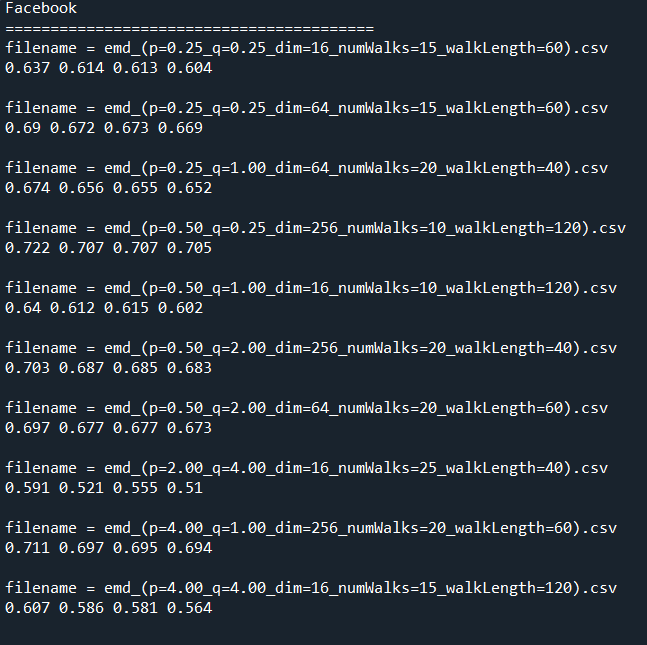 Facebook
=========================================
filename = emd_(p=0.25_q=0.25_dim=16_numWalks=15_walkLength=60).csv
0.637 0.614 0.613 0.604
filename = emd_(p=0.25_q=0.25_dim=64_numWalks=15_walkLength=60).csv
0.69 0.672 0.673 0.669
filename = emd_(p=0.25_q=1.00_dim=64_numWalks=20_walkLength=40).csv
0.674 0.656 0.655 0.652
filename = emd_(p=0.50_q=0.25_dim=256_numWalks=10_walkLength=120).csv
0.722 0.707 0.707 0.705
filename = emd_(p=0.50_q=1.00_dim=16_numWalks=10_walkLength=120).csv
0.64 0.612 0.615 0.602
filename = emd_(p=0.50_q=2.00_dim=256_numWalks=20_walkLength=40).csv
0.703 0.687 0.685 0.683
filename = emd_(p=0.50_q=2.00_dim=64_numWalks=20_walkLength=60).csv
0.697 0.677 0.677 0.673
filename = emd_(p=2.00_q=4.00_dim=16_numWalks=25_walkLength=40).csv
0.591 0.521 0.555 0.51
filename = emd_(p=4.00_q=1.00_dim=256_numWalks=20_walkLength=60).csv
0.711 0.697 0.695 0.694
filename = emd_(p=4.00_q=4.00_dim=16_numWalks=15_walkLength=120).csv
0.607 0.586 0.581 0.564